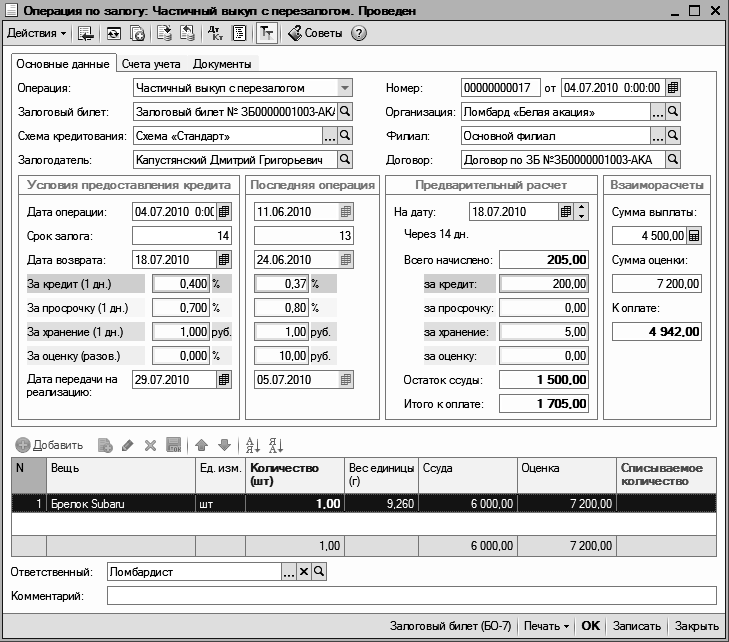 Операция по залогу: Частичный выкуп с перезалогом. Проведен
Действия Дт Кт Тт Советы ?
Основные данные Счета учета Документы
Операция: Частичный выкуп с перезалогом Номер: 00000000017 от 04.07.2010 0:00:00
Залоговый билет: Залоговый билет № ЗБ0000001003-АКА Организация: Ломбард «Белая акация» ...
Схема кредитования: Схема «Стандарт» ... Филиал: Основной филиал ...
Залогодатель: Капустянский Дмитрий Григорьевич Договор: Договор по ЗБ №ЗБ0000001003-АКА
Условия предоставления кредита Последняя операция Предварительный расчет Взаиморасчеты
Дата операции: 04.07.2010 0:00 11.06.2010 На дату: 18.07.2010 Сумма выплаты:
Срок залога: 14 13 Через 14 дн. 4 500,00
Дата возврата: 18.07.2010 24.06.2010 Всего начислено: 205,00 Сумма оценки:
За кредит (1 дн.) 0,400 % 0,37 % за кредит: 200,00 7 200,00
За просрочку (1 дн.) 0,700 % 0,80 % за просрочку: 0,00 К оплате:
За хранение (1 дн.) 1,000 руб. 1,00 руб. за хранение: 5,00 4 942,00
За оценку (разов.) 0,000 % 10,00 руб. за оценку: 0,00
Дата передачи на реализацию: 29.07.2010 05.07.2010 Остаток ссуды: 1 500,00
Итого к оплате: 1 705,00
Добавить А Я Я А
N Вещь Ед. изм. Количество (шт) Вес единицы (г) Ссуда Оценка Списываемое количество
1 Брелок Subaru шт 1,00 9,260 6 000,00 7 200,00
1,00 6 000,00 7 200,00
Ответственный: Ломбардист ...
Комментарий:
Залоговый билет (БО-7) Печать OK Записать Закрыть